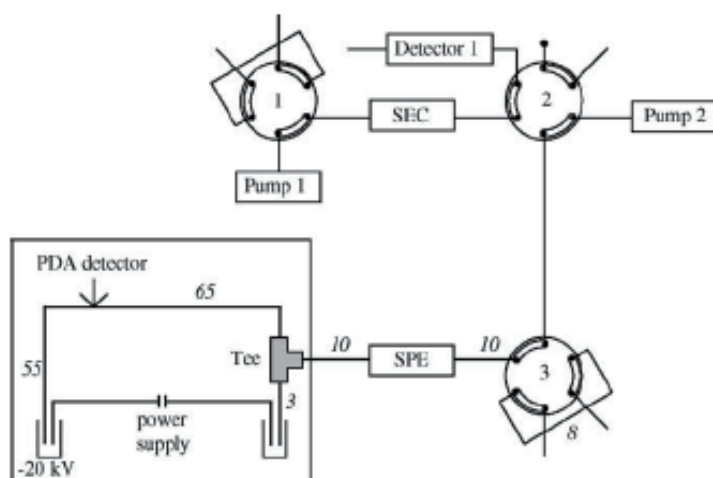 Detector 1
1
2
SEC
Pump 2
Pump 1
PDA detector
65
Tee
10
SPE
10
3
55
3
power
supply
8
-20 kV